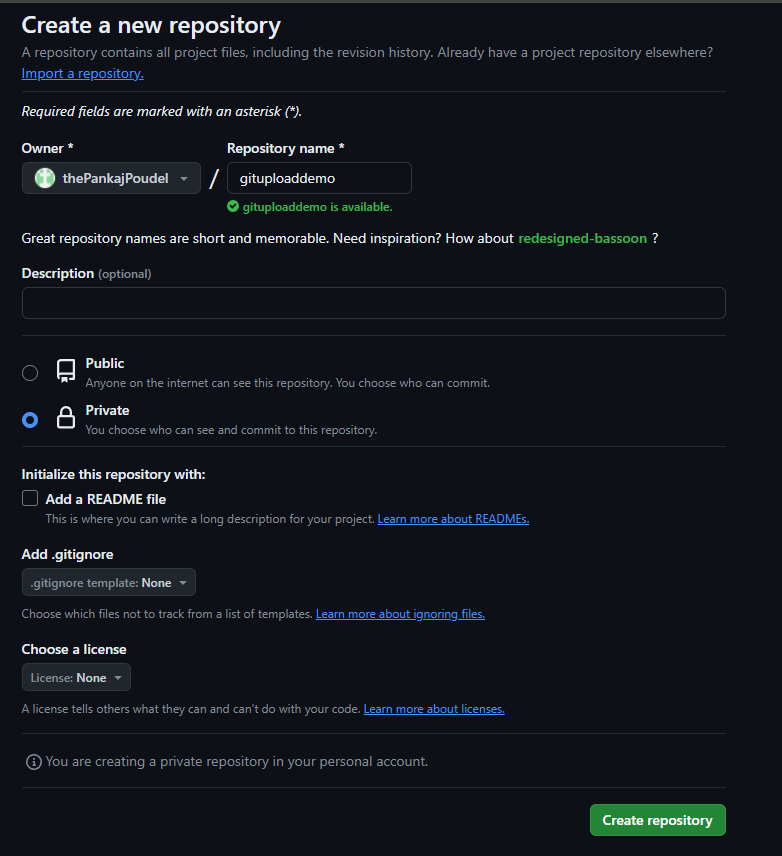 Create a new repository
A repository contains all project files, including the revision history. Already have a project repository elsewhere?
Import a repository.
Required fields are marked with an asterisk (*).
Owner * Repository name *
thePankajPoudel / gituploaddemo
gituploaddemo is available.
Great repository names are short and memorable. Need inspiration? How about redesigned-bassoon ?
Description (optional)
Public
Anyone on the internet can see this repository. You choose who can commit.
Private
You choose who can see and commit to this repository.
Initialize this repository with:
Add a README file
This is where you can write a long description for your project. Learn more about READMEs.
Add .gitignore
.gitignore template: None
Choose which files not to track from a list of templates. Learn more about ignoring files.
Choose a license
License: None
A license tells others what they can and can't do with your code. Learn more about licenses.
You are creating a private repository in your personal account.
Create repository